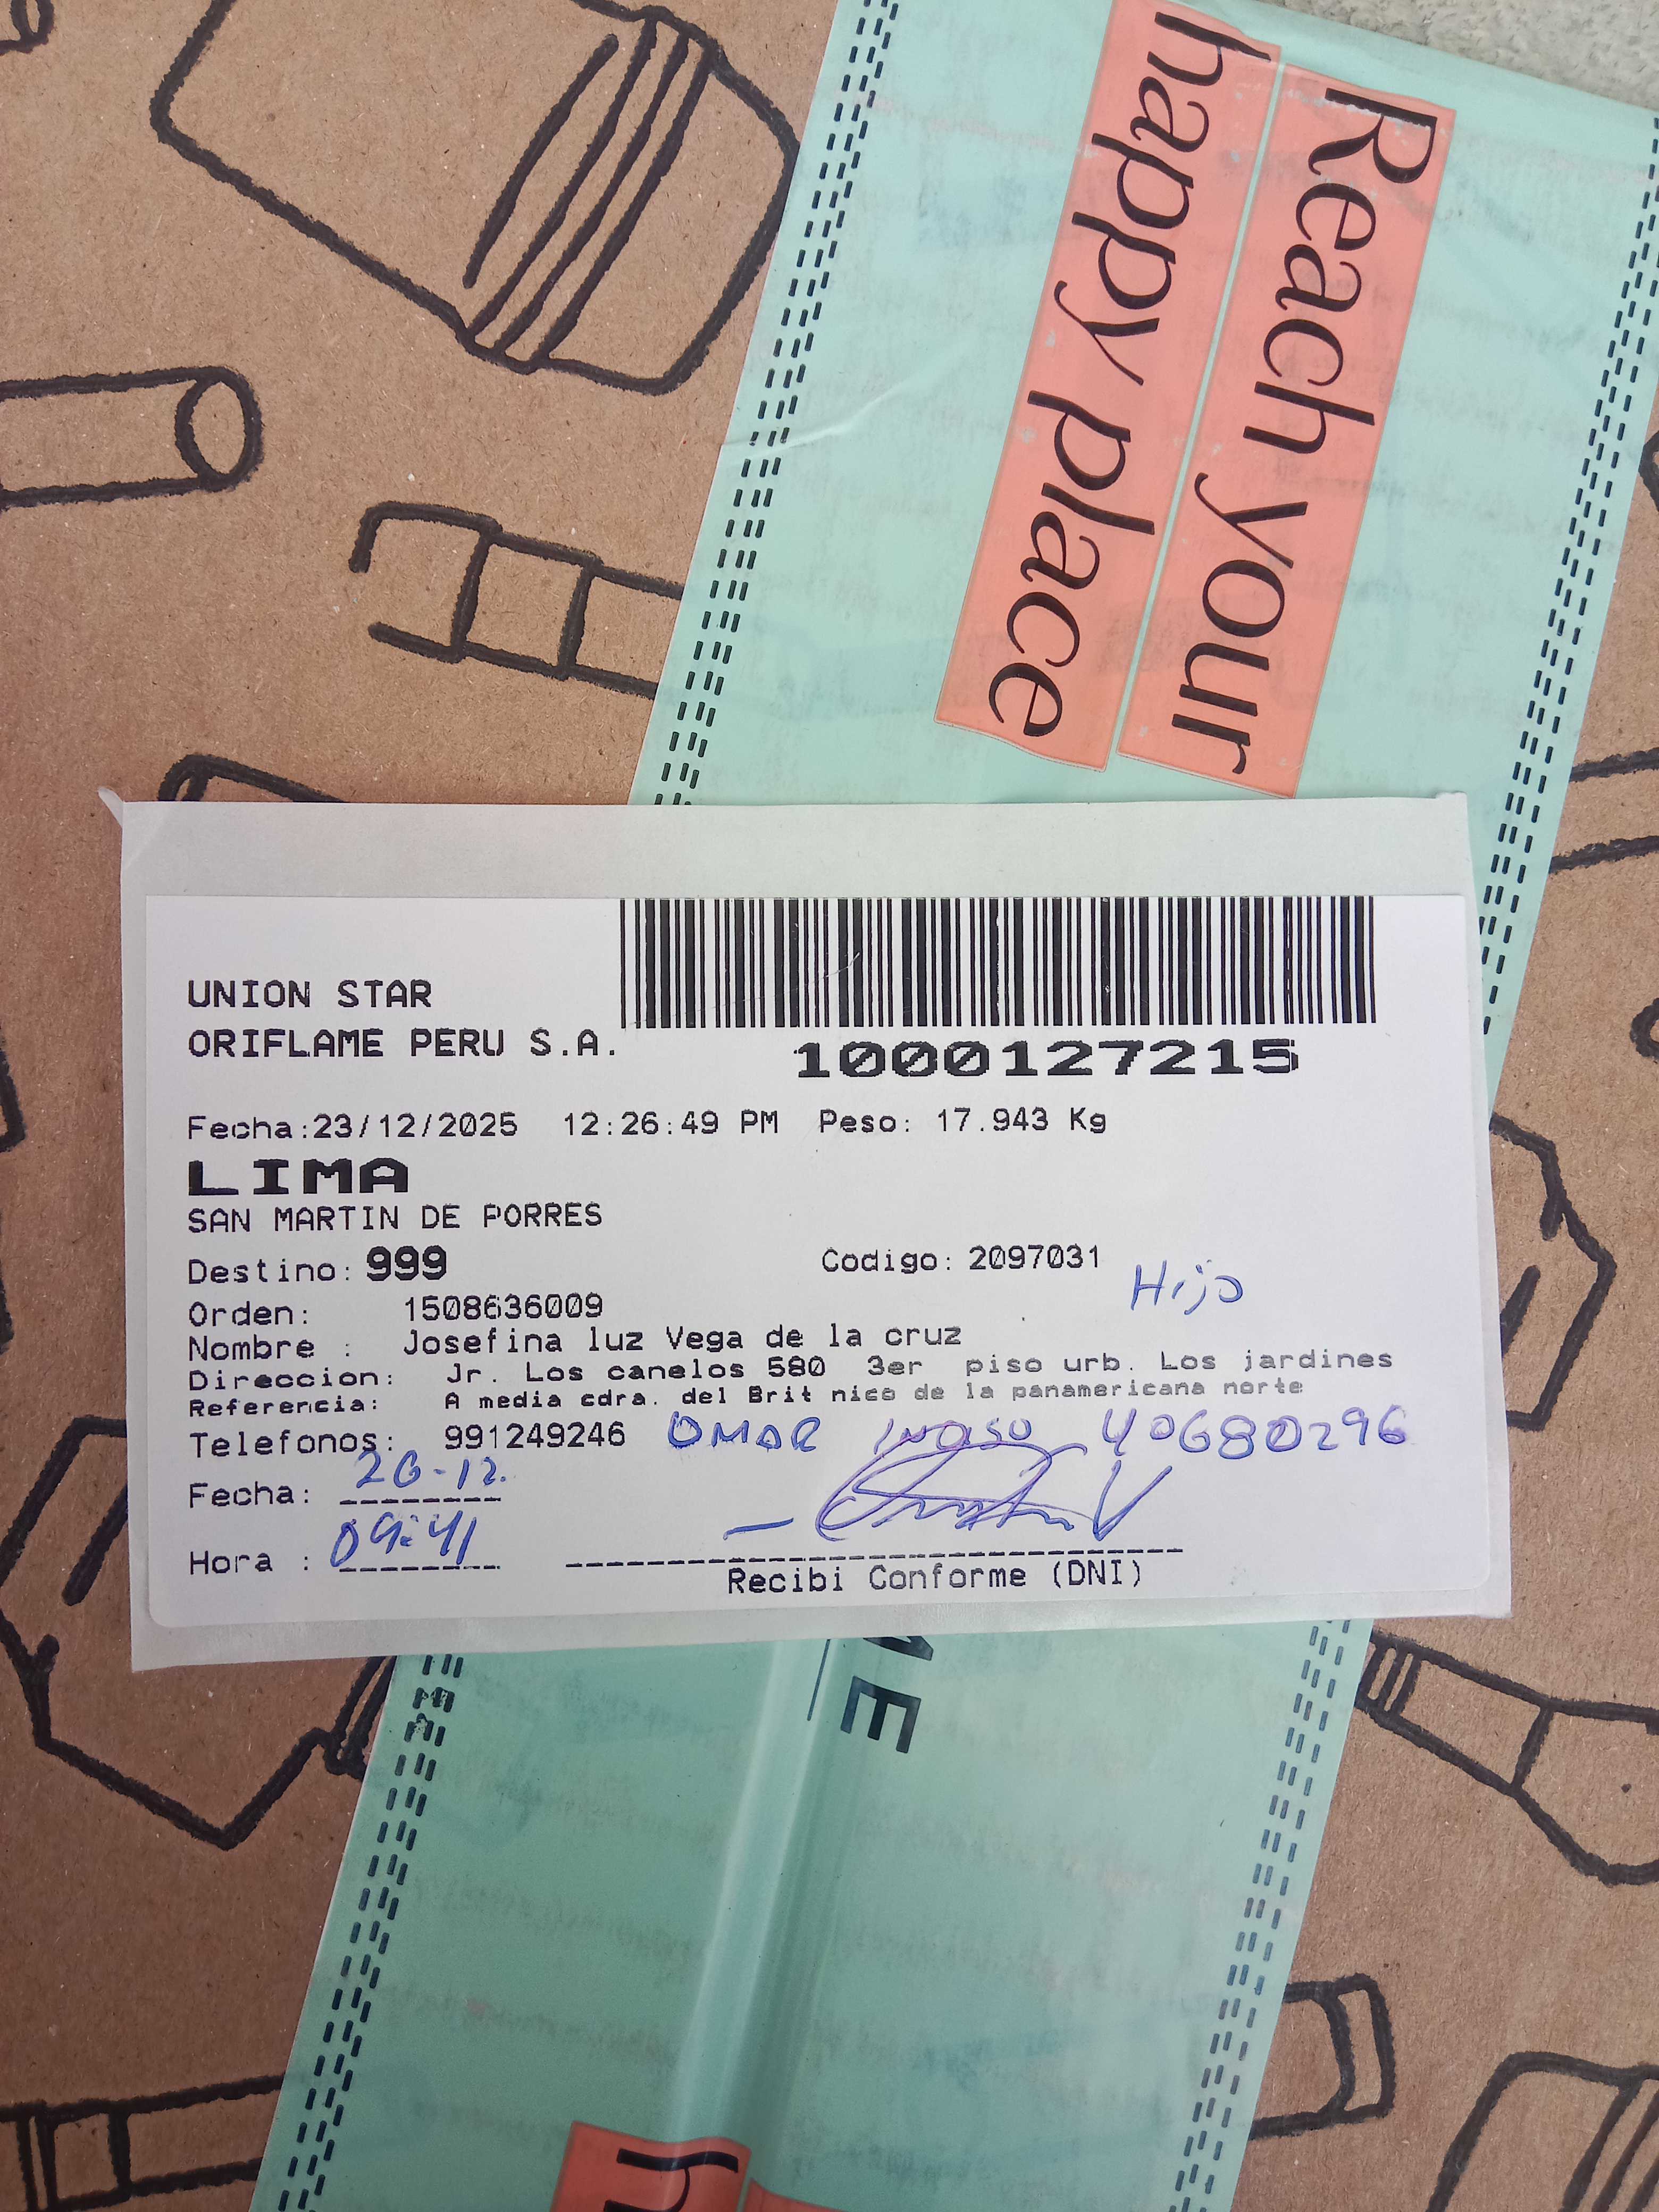 Reach your
happy place
UNION STAR
ORIFLAME PERU S.A.
1000127215
Fecha:23/12/2025 12:26:49 PM Peso: 17.943 Kg
LIMA
SAN MARTIN DE PORRES
Destino: 999 Codigo: 2097031
Hijo
Orden: 1508636009
Nombre : Josefina luz Vega de la cruz
Direccion: Jr. Los canelos 580 3er piso urb. Los jardines
Referencia: A media cdra. del Brit nico de la panamericana norte
Telefonos: 991249246 OMAR 40680296
Fecha: 26-12.
Hora : 09:41
Recibi Conforme (DNI)
ME
h